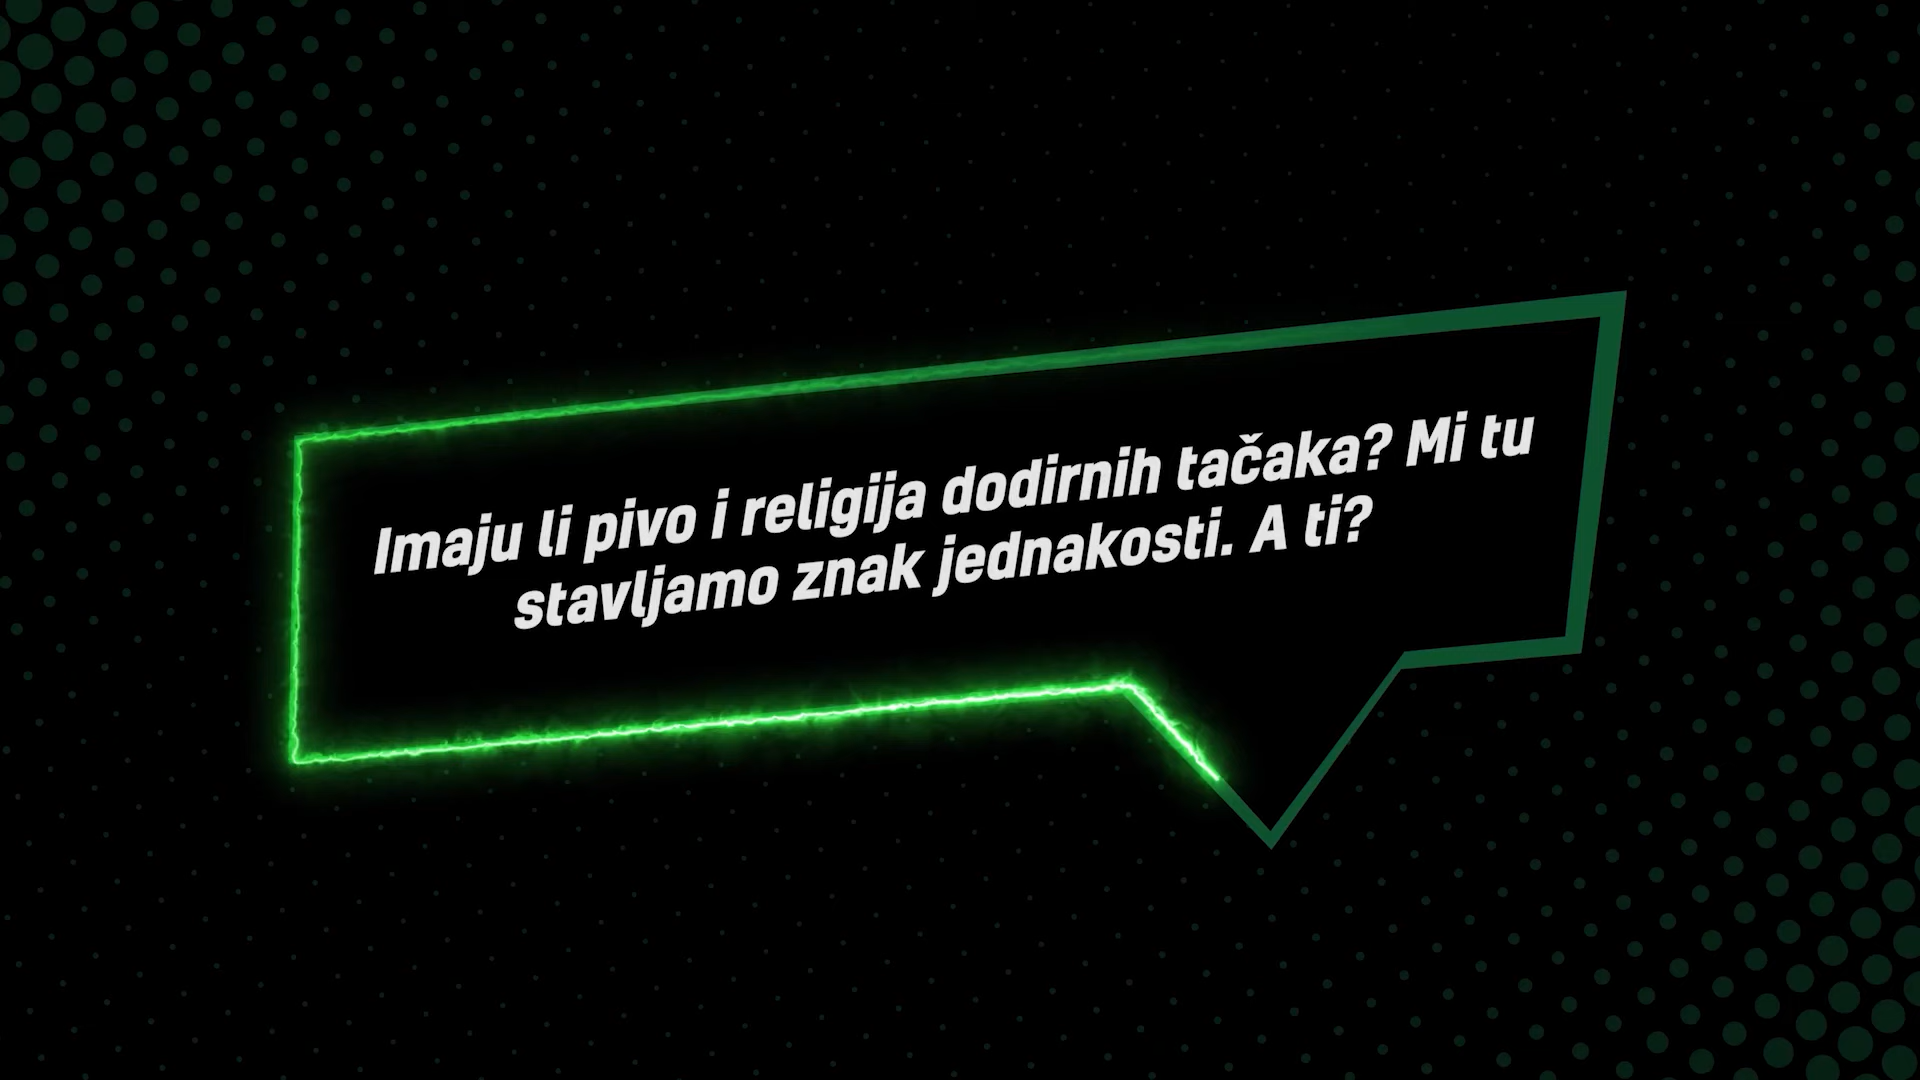 Imaju li pivo i religija dodirnih tačaka? Mi tu
stavljamo znak jednakosti. A ti?